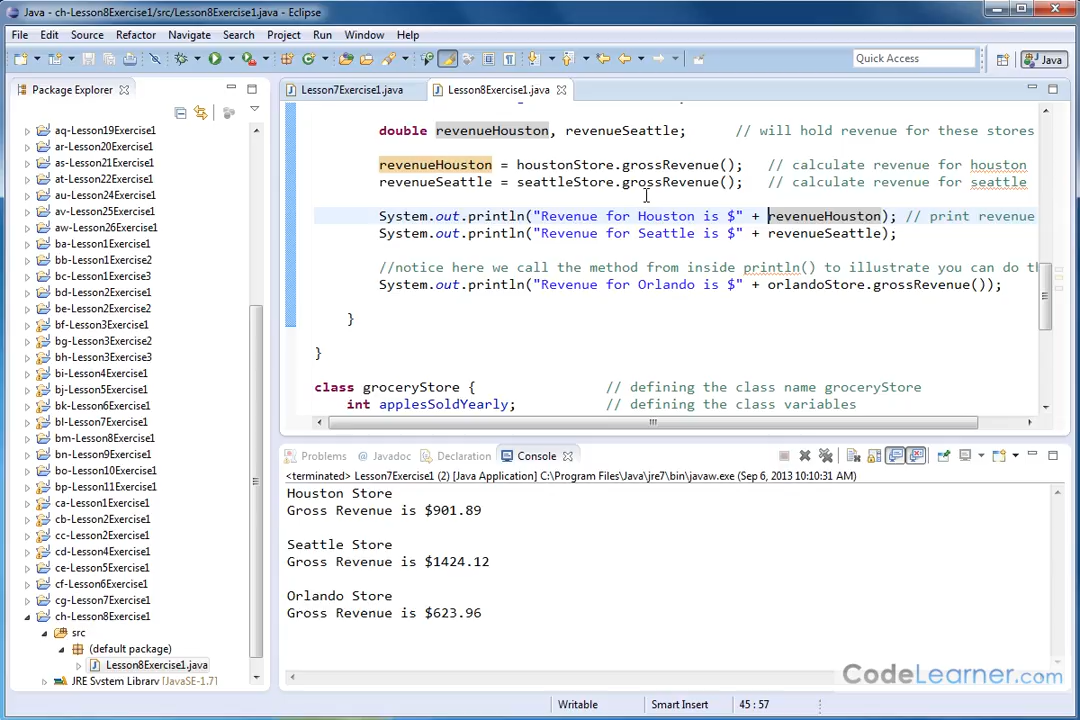 Java - ch-Lesson8Exercise1/src/Lesson8Exercise1.java - Eclipse
File Edit Source Refactor Navigate Search Project Run Window Help
Quick Access
Java
Package Explorer
Lesson7Exercise1.java
Lesson8Exercise1.java
aq-Lesson19Exercise1
ar-Lesson20Exercise1
as-Lesson21Exercise1
at-Lesson22Exercise1
au-Lesson24Exercise1
av-Lesson25Exercise1
aw-Lesson26Exercise1
ba-Lesson1Exercise1
bb-Lesson1Exercise2
bc-Lesson1Exercise3
bd-Lesson2Exercise1
be-Lesson2Exercise2
bf-Lesson3Exercise1
bg-Lesson3Exercise2
bh-Lesson3Exercise3
bi-Lesson4Exercise1
bj-Lesson5Exercise1
bk-Lesson6Exercise1
bl-Lesson7Exercise1
bm-Lesson8Exercise1
bn-Lesson9Exercise1
bo-Lesson10Exercise1
bp-Lesson11Exercise1
ca-Lesson1Exercise1
cb-Lesson2Exercise1
cc-Lesson2Exercise2
cd-Lesson4Exercise1
ce-Lesson5Exercise1
cf-Lesson6Exercise1
cg-Lesson7Exercise1
ch-Lesson8Exercise1
src
(default package)
Lesson8Exercise1.java
JRE System Library [JavaSE-1.7]
double revenueHouston, revenueSeattle; // will hold revenue for these stores
revenueHouston = houstonStore.grossRevenue(); // calculate revenue for houston
revenueSeattle = seattleStore.grossRevenue(); // calculate revenue for seattle
System.out.println("Revenue for Houston is $" + revenueHouston); // print revenue
System.out.println("Revenue for Seattle is $" + revenueSeattle);
//notice here we call the method from inside println() to illustrate you can do th
System.out.println("Revenue for Orlando is $" + orlandoStore.grossRevenue());
}
}
class groceryStore { // defining the class name groceryStore
int applesSoldYearly; // defining the class variables
Problems @ Javadoc Declaration Console
<terminated> Lesson7Exercise1 (2) [Java Application] C:\Program Files\Java\jre7\bin\javaw.exe (Sep 6, 2013 10:10:31 AM)
Houston Store
Gross Revenue is $901.89
Seattle Store
Gross Revenue is $1424.12
Orlando Store
Gross Revenue is $623.96
CodeLearner.com
Writable Smart Insert 45 : 57